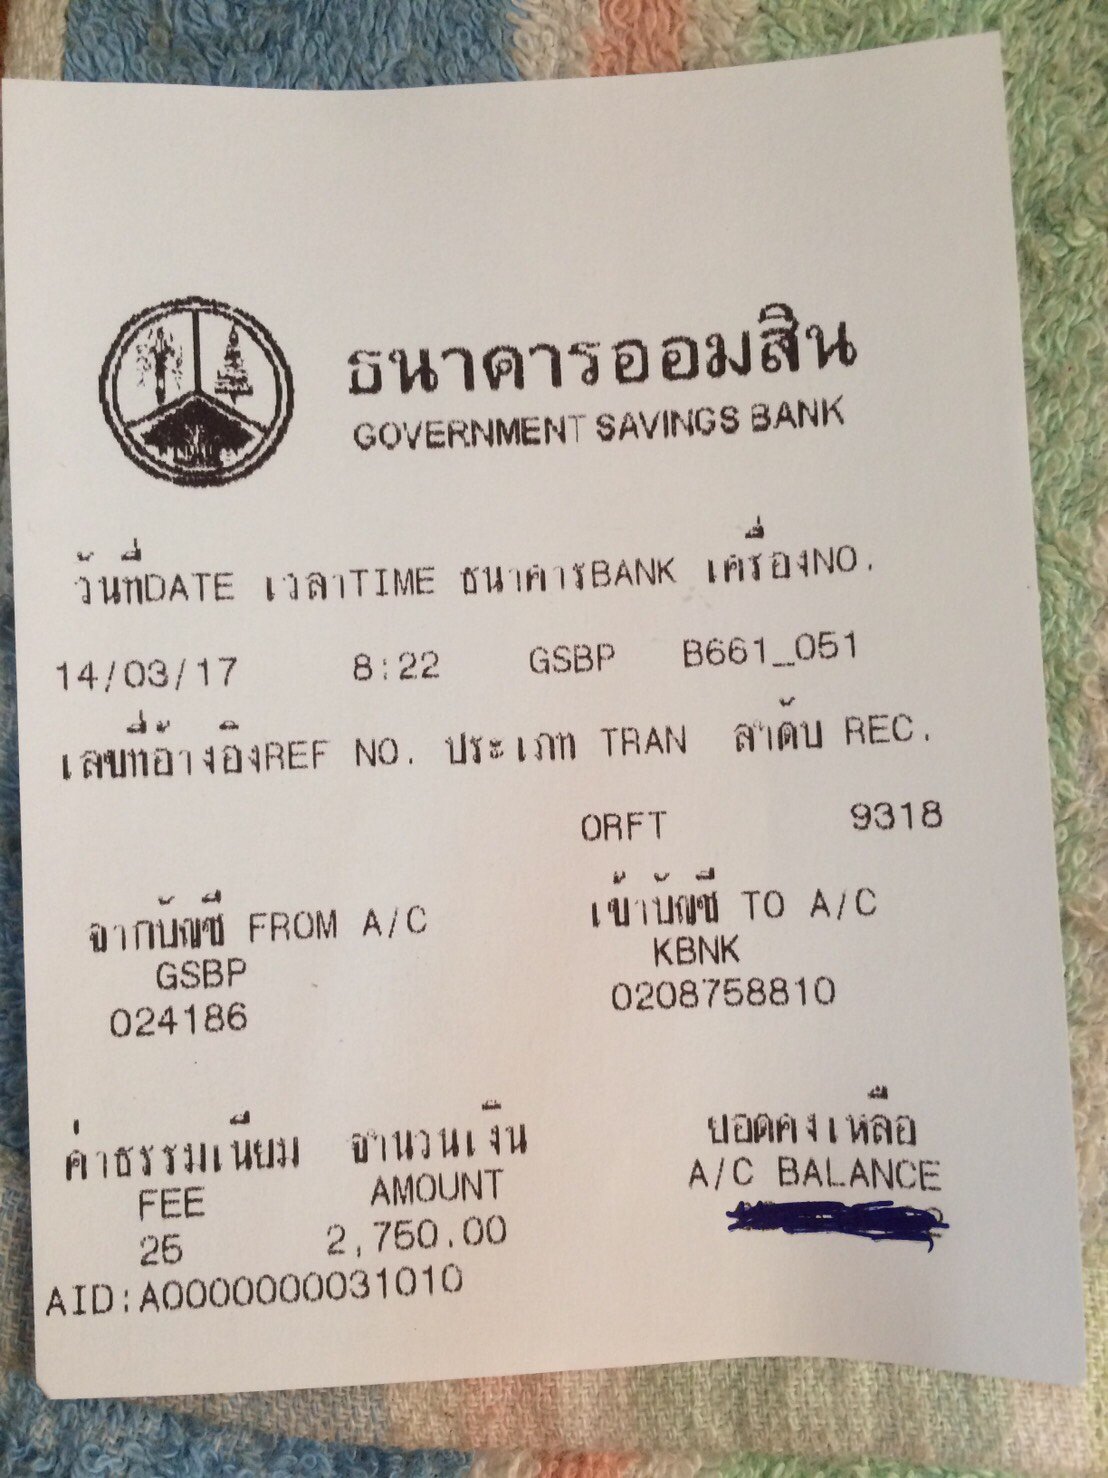 ธนาคารออมสิน
GOVERNMENT SAVINGS BANK
วันที่DATE เวลาTIME ธนาคารBANK เครื่องNO.
14/03/17 8:22 GSBP B661_051
เลขที่อ้างอิงREF NO. ประเภท TRAN ลำดับ REC.
ORFT 9318
จากบัญชี FROM A/C เข้าบัญชี TO A/C
GSBP KBNK
024186 0208758810
ค่าธรรมเนียม จำนวนเงิน ยอดคงเหลือ
FEE AMOUNT A/C BALANCE
25 2,750.00
AID:A0000000031010